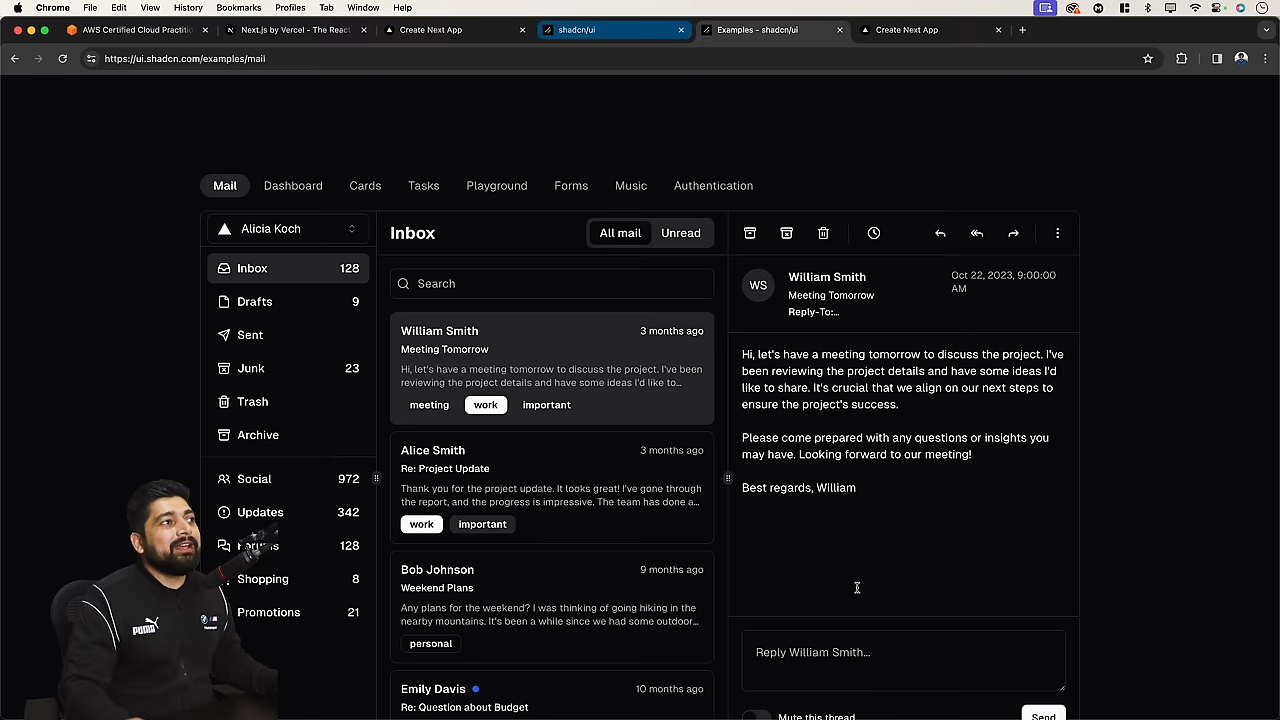 Chrome File Edit View History Bookmarks Profiles Tab Window Help
AWS Certified Cloud Practitio Next.js by Vercel - The React Create Next App shadcn/ui Examples - shadcn/ui Create Next App
https://ui.shadcn.com/examples/mail
Mail Dashboard Cards Tasks Playground Forms Music Authentication
Alicia Koch
Inbox 128
Drafts 9
Sent
Junk 23
Trash
Archive
Social 972
Updates 342
Forums 128
Shopping 8
Promotions 21
Inbox
All mail Unread
Search
William Smith 3 months ago
Meeting Tomorrow
Hi, let's have a meeting tomorrow to discuss the project. I've been
reviewing the project details and have some ideas I'd like to...
meeting work important
Alice Smith 3 months ago
Re: Project Update
Thank you for the project update. It looks great! I've gone through
the report, and the progress is impressive. The team has done a...
work important
Bob Johnson 9 months ago
Weekend Plans
Any plans for the weekend? I was thinking of going hiking in the
nearby mountains. It's been a while since we had some outdoor...
personal
Emily Davis 10 months ago
Re: Question about Budget
WS
William Smith
Meeting Tomorrow
Reply-To:...
Oct 22, 2023, 9:00:00
AM
Hi, let's have a meeting tomorrow to discuss the project. I've
been reviewing the project details and have some ideas I'd
like to share. It's crucial that we align on our next steps to
ensure the project's success.
Please come prepared with any questions or insights you
may have. Looking forward to our meeting!
Best regards, William
Reply William Smith...
Mute this thread
Send
PUMA